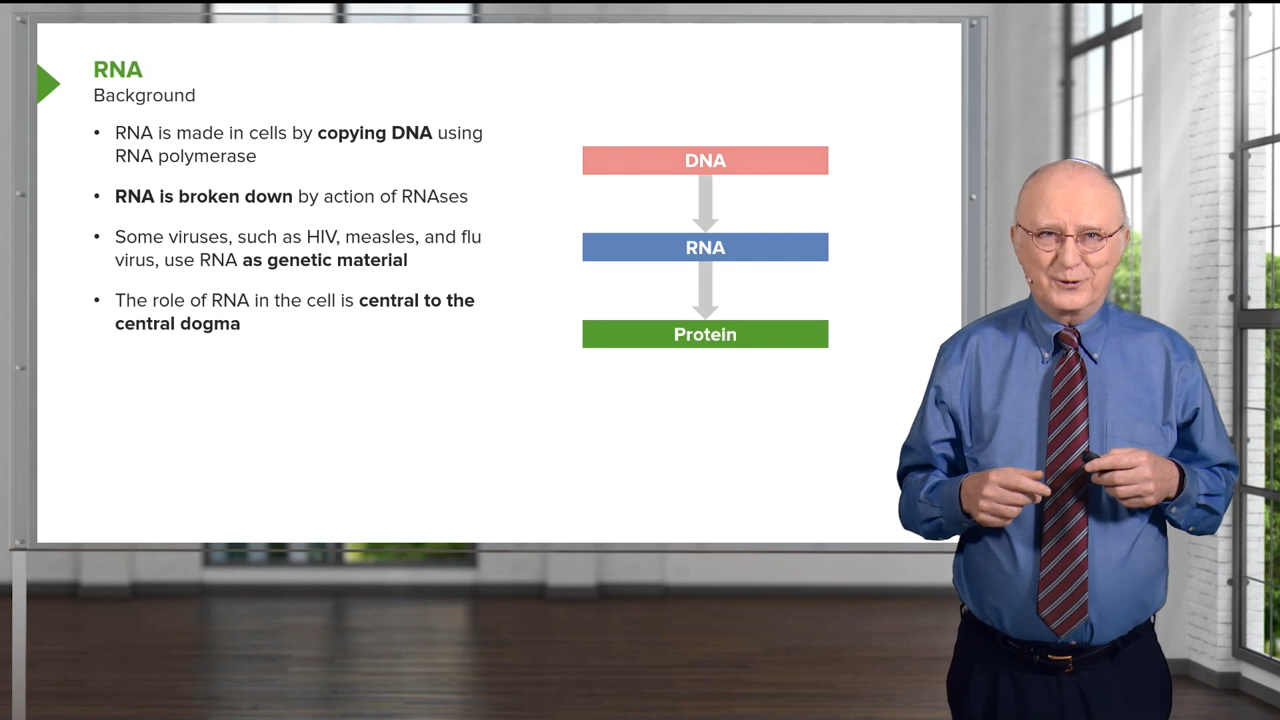 RNA
Background
• RNA is made in cells by copying DNA using
RNA polymerase
• RNA is broken down by action of RNAses
• Some viruses, such as HIV, measles, and flu
virus, use RNA as genetic material
• The role of RNA in the cell is central to the
central dogma
DNA
RNA
Protein